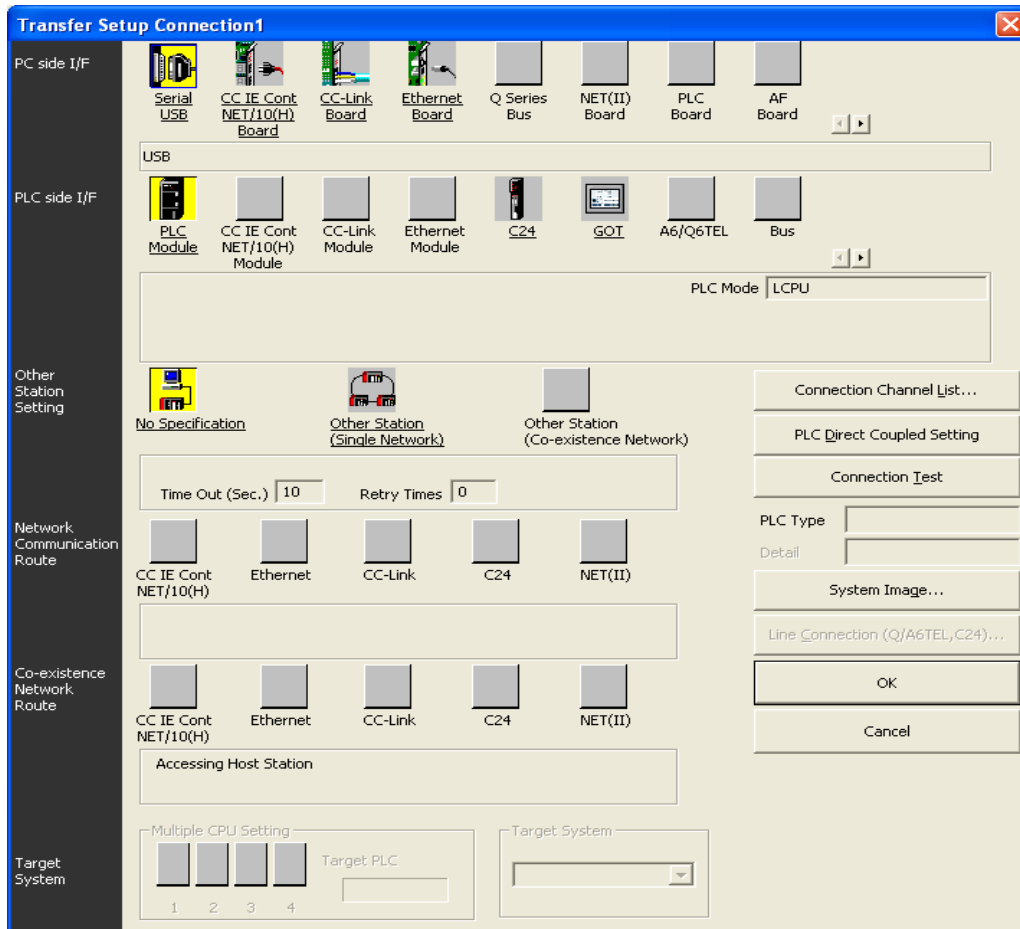 Transfer Setup Connection1
PC side I/F
Serial USB
CC IE Cont NET/10(H) Board
CC-Link Board
Ethernet Board
Q Series Bus
NET(II) Board
PLC Board
AF Board
USB
PLC side I/F
PLC Module
CC IE Cont NET/10(H) Module
CC-Link Module
Ethernet Module
C24
GOT
A6/Q6TEL
Bus
PLC Mode LCPU
Other Station Setting
No Specification
Other Station (Single Network)
Other Station (Co-existence Network)
Time Out (Sec.) 10
Retry Times 0
Connection Channel List...
PLC Direct Coupled Setting
Connection Test
PLC Type
Detail
System Image...
Line Connection (Q/A6TEL,C24)...
OK
Cancel
Network Communication Route
CC IE Cont NET/10(H)
Ethernet
CC-Link
C24
NET(II)
Co-existence Network Route
CC IE Cont NET/10(H)
Ethernet
CC-Link
C24
NET(II)
Accessing Host Station
Target System
Multiple CPU Setting
1 2 3 4
Target PLC
Target System